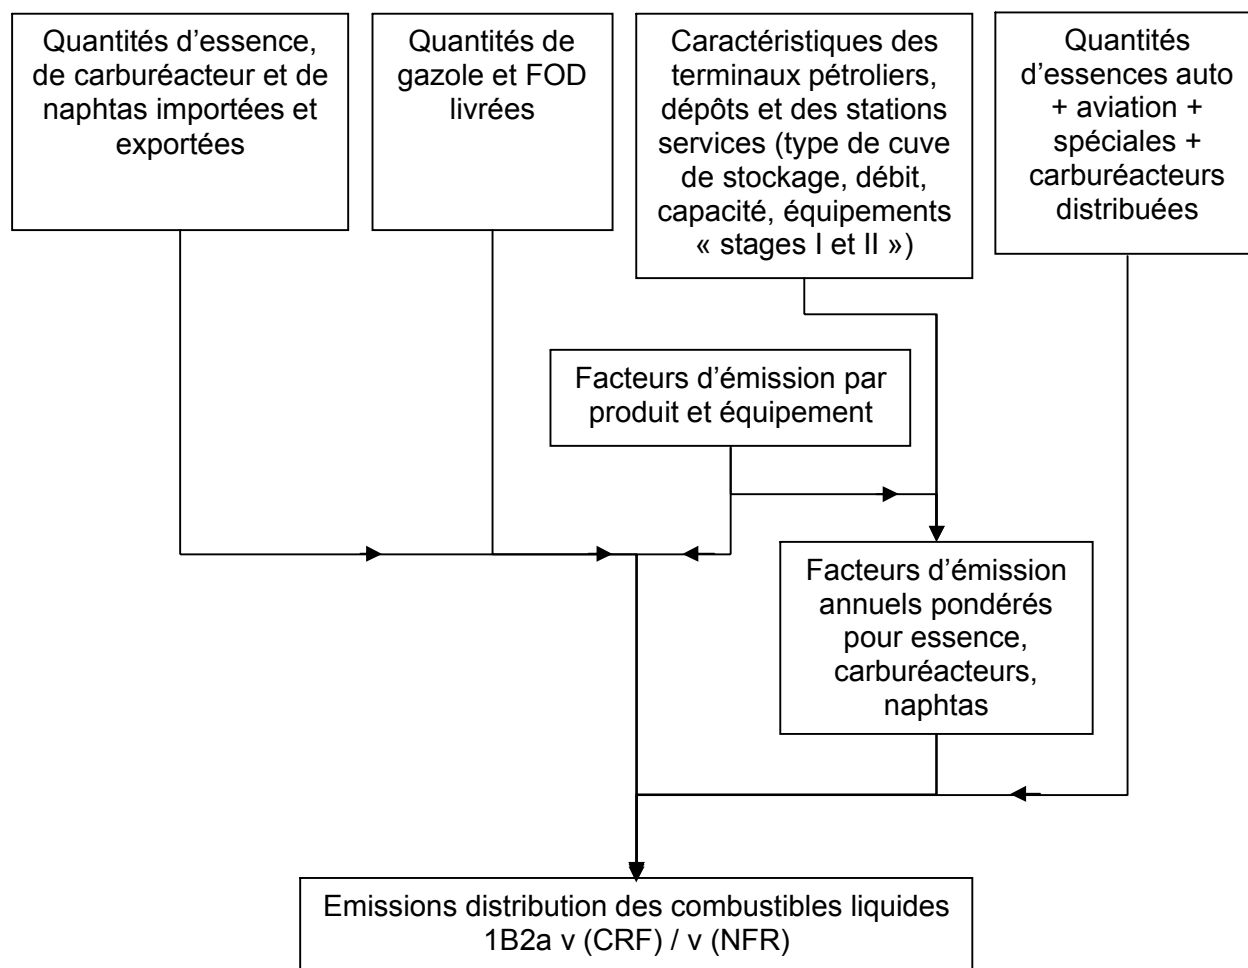 Quantités d’essence,
de carburéacteur et de
naphtas importées et
exportées
Quantités de
gazole et FOD
livrées
Caractéristiques des
terminaux pétroliers,
dépôts et des stations
services (type de cuve
de stockage, débit,
capacité, équipements
« stages I et II »)
Quantités
d’essences auto
+ aviation +
spéciales +
carburéacteurs
distribuées
Facteurs d’émission par
produit et équipement
Facteurs d’émission
annuels pondérés
pour essence,
carburéacteurs,
naphtas
Emissions distribution des combustibles liquides
1B2a v (CRF) / v (NFR)